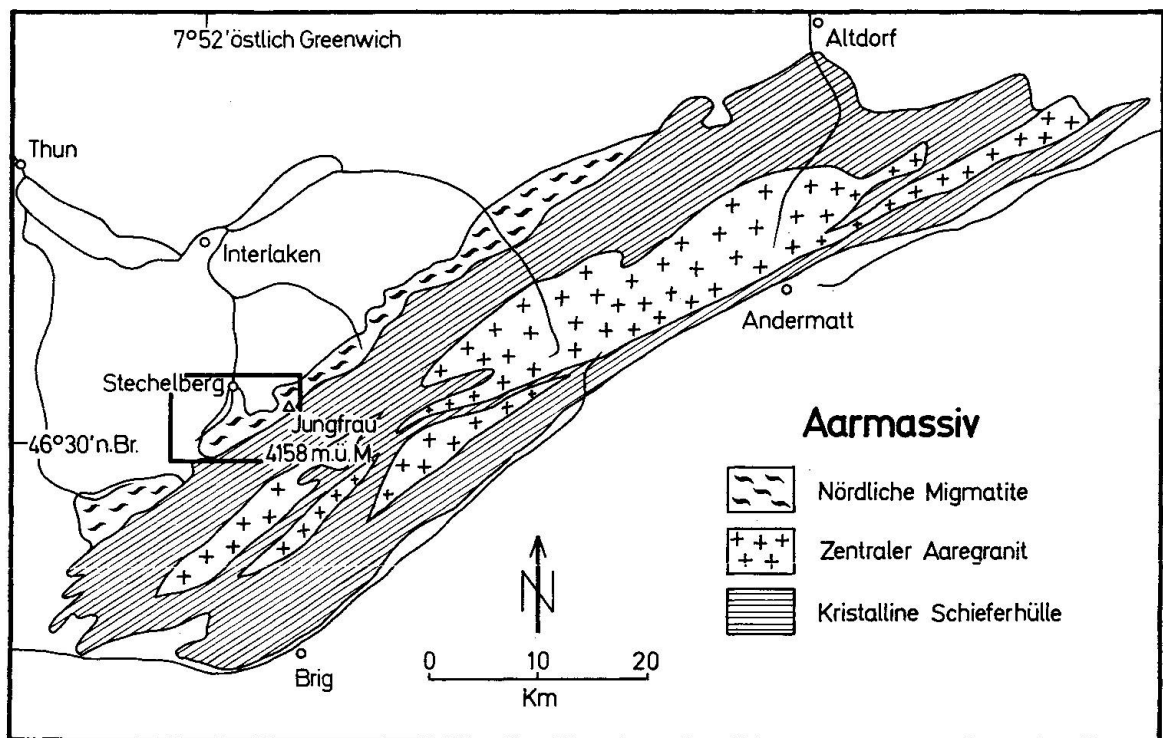 7°52' östlich Greenwich
Altdorf
Thun
Interlaken
Andermatt
Stechelberg
Jungfrau
4158 m.ü.M.
46°30' n.Br.
Aarmassiv
Nördliche Migmatite
Zentraler Aaregranit
Kristalline Schieferhülle
N
Brig
0 10 20
Km